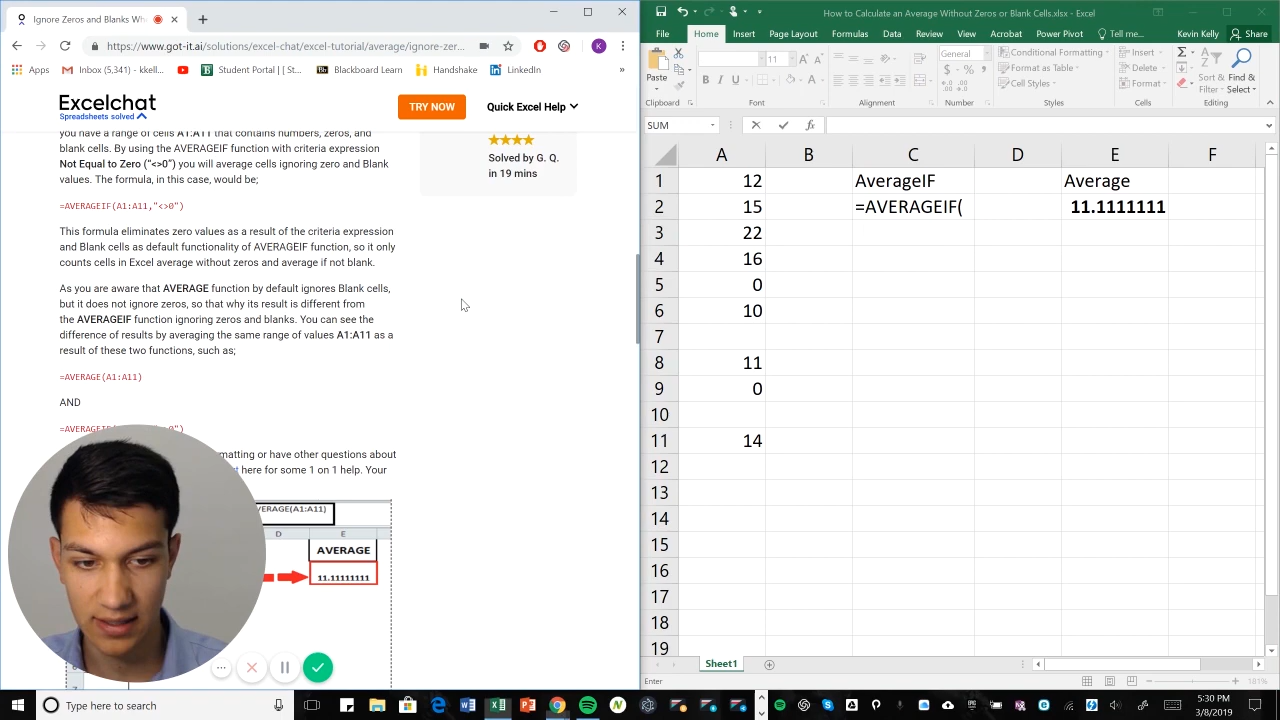 Ignore Zeros and Blanks Wh
https://www.got-it.ai/solutions/excel-chat/excel-tutorial/average/ignore-zer...
K
Apps
Inbox (5,341) - kkell...
Student Portal | St...
Bb
Blackboard Learn
Handshake
LinkedIn
»
Excelchat
Spreadsheets solved
TRY NOW
Quick Excel Help
you have a range of cells A1:A11 that contains numbers, zeros, and
blank cells. By using the AVERAGEIF function with criteria expression
Not Equal to Zero ("<>0") you will average cells ignoring zero and Blank
values. The formula, in this case, would be;
=AVERAGEIF(A1:A11,"<>0")
This formula eliminates zero values as a result of the criteria expression
and Blank cells as default functionality of AVERAGEIF function, so it only
counts cells in Excel average without zeros and average if not blank.
As you are aware that AVERAGE function by default ignores Blank cells,
but it does not ignore zeros, so that why its result is different from
the AVERAGEIF function ignoring zeros and blanks. You can see the
difference of results by averaging the same range of values A1:A11 as a
result of these two functions, such as;
=AVERAGE(A1:A11)
AND
matting or have other questions about
here for some 1 on 1 help. Your
VERAGE(A1:A11)
D E
AVERAGE
11.11111111
Solved by G. Q.
in 19 mins
How to Calculate an Average Without Zeros or Blank Cells.xlsx - Excel
File Home Insert Page Layout Formulas Data Review View Acrobat Power Pivot Tell me... Kevin Kelly Share
Paste
11
B I U
General
$ % ,
Conditional Formatting
Format as Table
Cell Styles
Insert
Delete
Format
Sort & Filter
Find & Select
Clipboard Font Alignment Number Styles Cells Editing
SUM
fx
A B C D E F
1 12 AverageIF Average
2 15 =AVERAGEIF( 11.1111111
3 22
4 16
5 0
6 10
7
8 11
9 0
10
11 14
12
13
14
15
16
17
18
19
Sheet1
Enter
181%
Type here to search
5:30 PM
3/8/2019